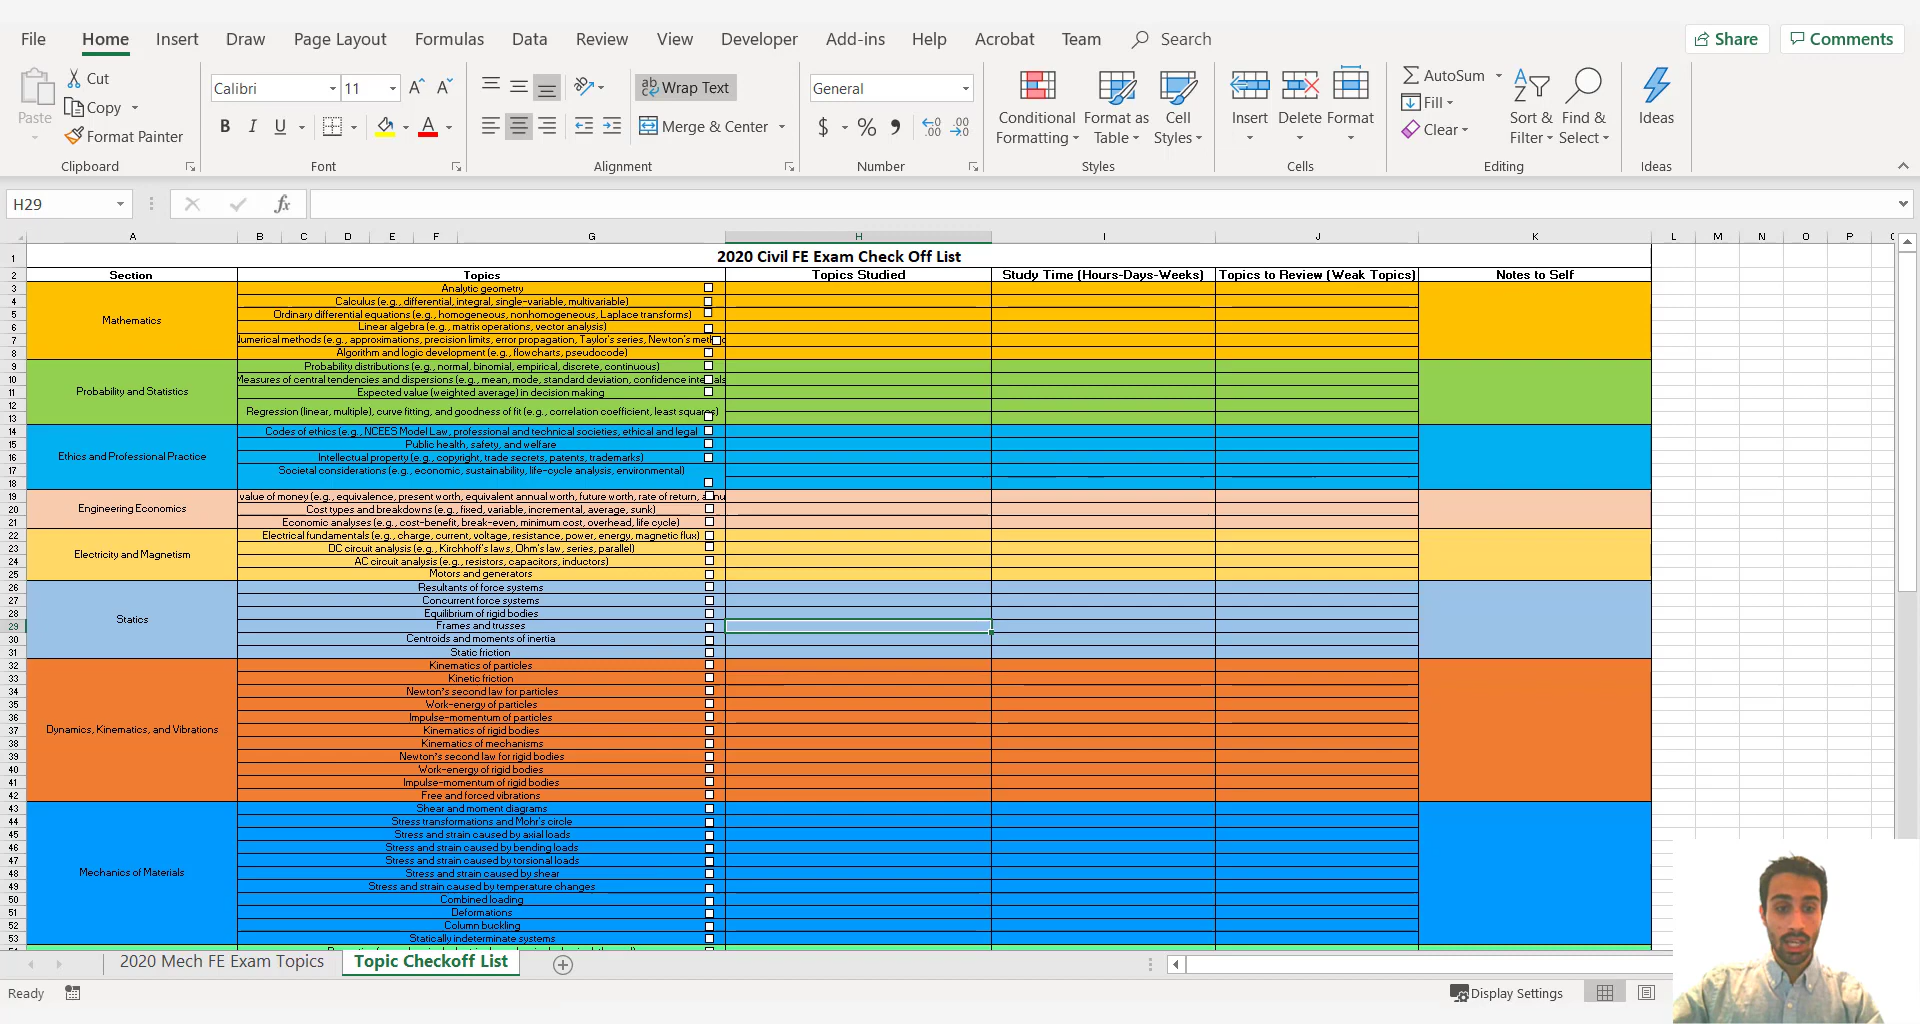 File Home Insert Draw Page Layout Formulas Data Review View Developer Add-ins Help Acrobat Team Search Share Comments
Paste Cut Copy Format Painter Clipboard
Calibri 11 B I U A Font
Wrap Text Merge & Center Alignment
General $ % Number
Conditional Formatting Format as Table Cell Styles Styles
Insert Delete Format Cells
AutoSum Fill Clear Sort & Filter Find & Select Editing
Ideas Ideas
H29 fx
A B C D E F G H I J K L M N O P
1 2020 Civil FE Exam Check Off List
2 Section Topics Topics Studied Study Time (Hours-Days-Weeks) Topics to Review (Weak Topics) Notes to Self
Mathematics
3 Analytic geometry
4 Calculus (e.g., differential, integral, single-variable, multivariable)
5 Ordinary differential equations (e.g., homogeneous, nonhomogeneous, Laplace transforms)
6 Linear algebra (e.g., matrix operations, vector analysis)
7 methods (e.g., approximations, precision limits, error propagation, Taylor's series, Newton's
8 Algorithm and logic development (e.g., flowcharts, pseudocode)
Probability and Statistics
9 Probability distributions (e.g., normal, binomial, empirical, discrete, continuous)
10 Measures of central tendencies and dispersions (e.g., mean, mode, standard deviation, confidence
11 Expected value (weighted average) in decision making
12
13 Regression (linear, multiple), curve fitting, and goodness of fit (e.g., correlation coefficient, least squares)
Ethics and Professional Practice
14 Codes of ethics (e.g., NCEES Model Law, professional and technical societies, ethical and legal
15 Public health, safety, and welfare
16 Intellectual property (e.g., copyright, trade secrets, patents, trademarks)
17 Societal considerations (e.g., economic, sustainability, life-cycle analysis, environmental)
18
Engineering Economics
19 value of money (e.g., equivalence, present worth, equivalent annual worth, future worth, rate of return,
20 Cost types and breakdowns (e.g., fixed, variable, incremental, average, sunk)
21 Economic analyses (e.g., cost-benefit, break-even, minimum cost, overhead, life cycle)
Electricity and Magnetism
22 Electrical fundamentals (e.g., charge, current, voltage, resistance, power, energy, magnetic flux)
23 DC circuit analysis (e.g., Kirchhoff's laws, Ohm's law, series, parallel)
24 AC circuit analysis (e.g., resistors, capacitors, inductors)
25 Motors and generators
Statics
26 Resultants of force systems
27 Concurrent force systems
28 Equilibrium of rigid bodies
29 Frames and trusses
30 Centroids and moments of inertia
31 Static friction
Dynamics, Kinematics, and Vibrations
32 Kinematics of particles
33 Kinetic friction
34 Newton's second law for particles
35 Work-energy of particles
36 Impulse-momentum of particles
37 Kinematics of rigid bodies
38 Kinematics of mechanisms
39 Newton's second law for rigid bodies
40 Work-energy of rigid bodies
41 Impulse-momentum of rigid bodies
42 Free and forced vibrations
Mechanics of Materials
43 Shear and moment diagrams
44 Stress transformations and Mohr's circle
45 Stress and strain caused by axial loads
46 Stress and strain caused by bending loads
47 Stress and strain caused by torsional loads
48 Stress and strain caused by shear
49 Stress and strain caused by temperature changes
50 Combined loading
51 Deformations
52 Column buckling
53 Statically indeterminate systems
2020 Mech FE Exam Topics Topic Checkoff List
Ready Display Settings